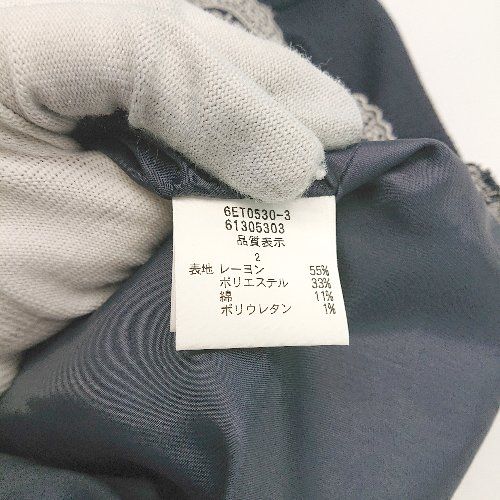 6ET0530-3
61305303
品質表示
2
表地 レーヨン 55%
ポリエステル 33%
綿 11%
ポリウレタン 1%